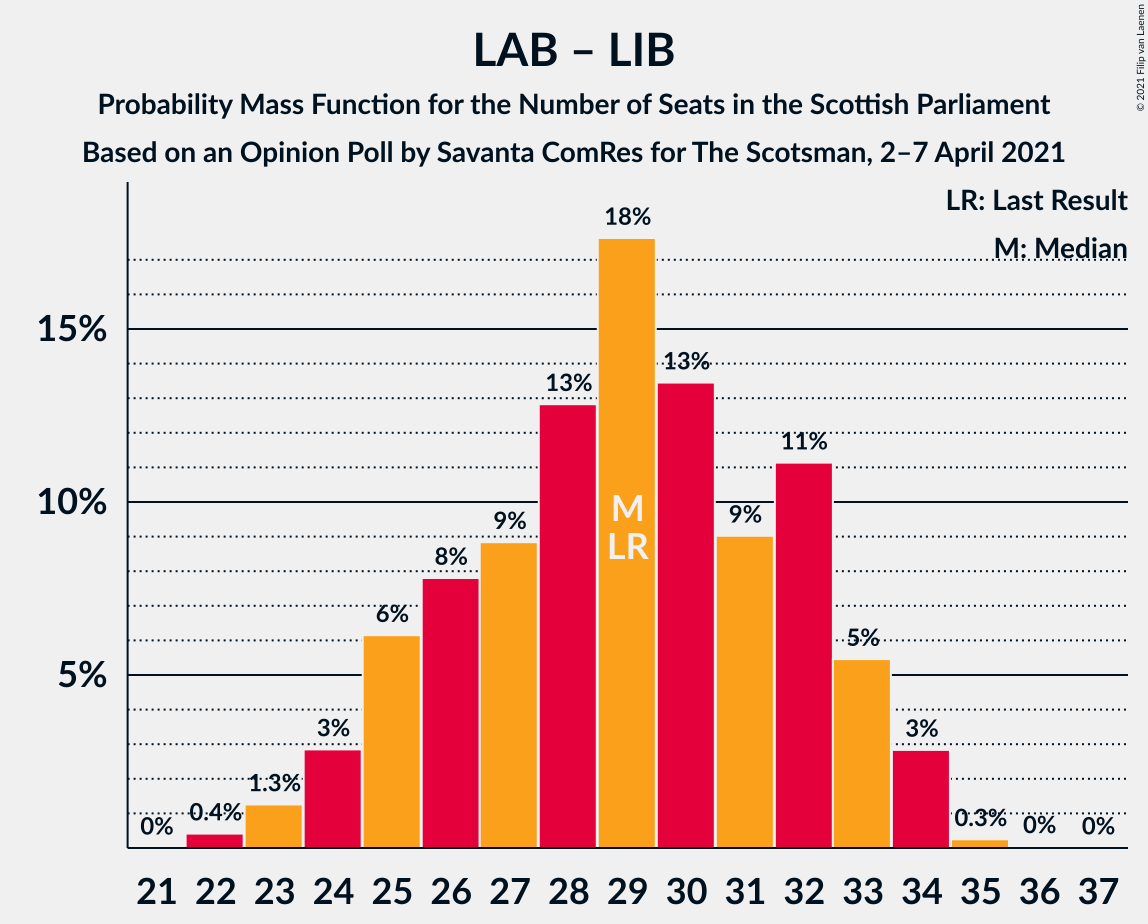 LAB – LIB
Probability Mass Function for the Number of Seats in the Scottish Parliament
Based on an Opinion Poll by Savanta ComRes for The Scotsman, 2–7 April 2021
© 2021 Filip van Laenen
LR: Last Result
M: Median
15%
10%
5%
0%
0.4%
1.3%
3%
6%
8%
9%
13%
18%
13%
9%
11%
5%
3%
0.3%
0%
0%
M
LR
21 22 23 24 25 26 27 28 29 30 31 32 33 34 35 36 37